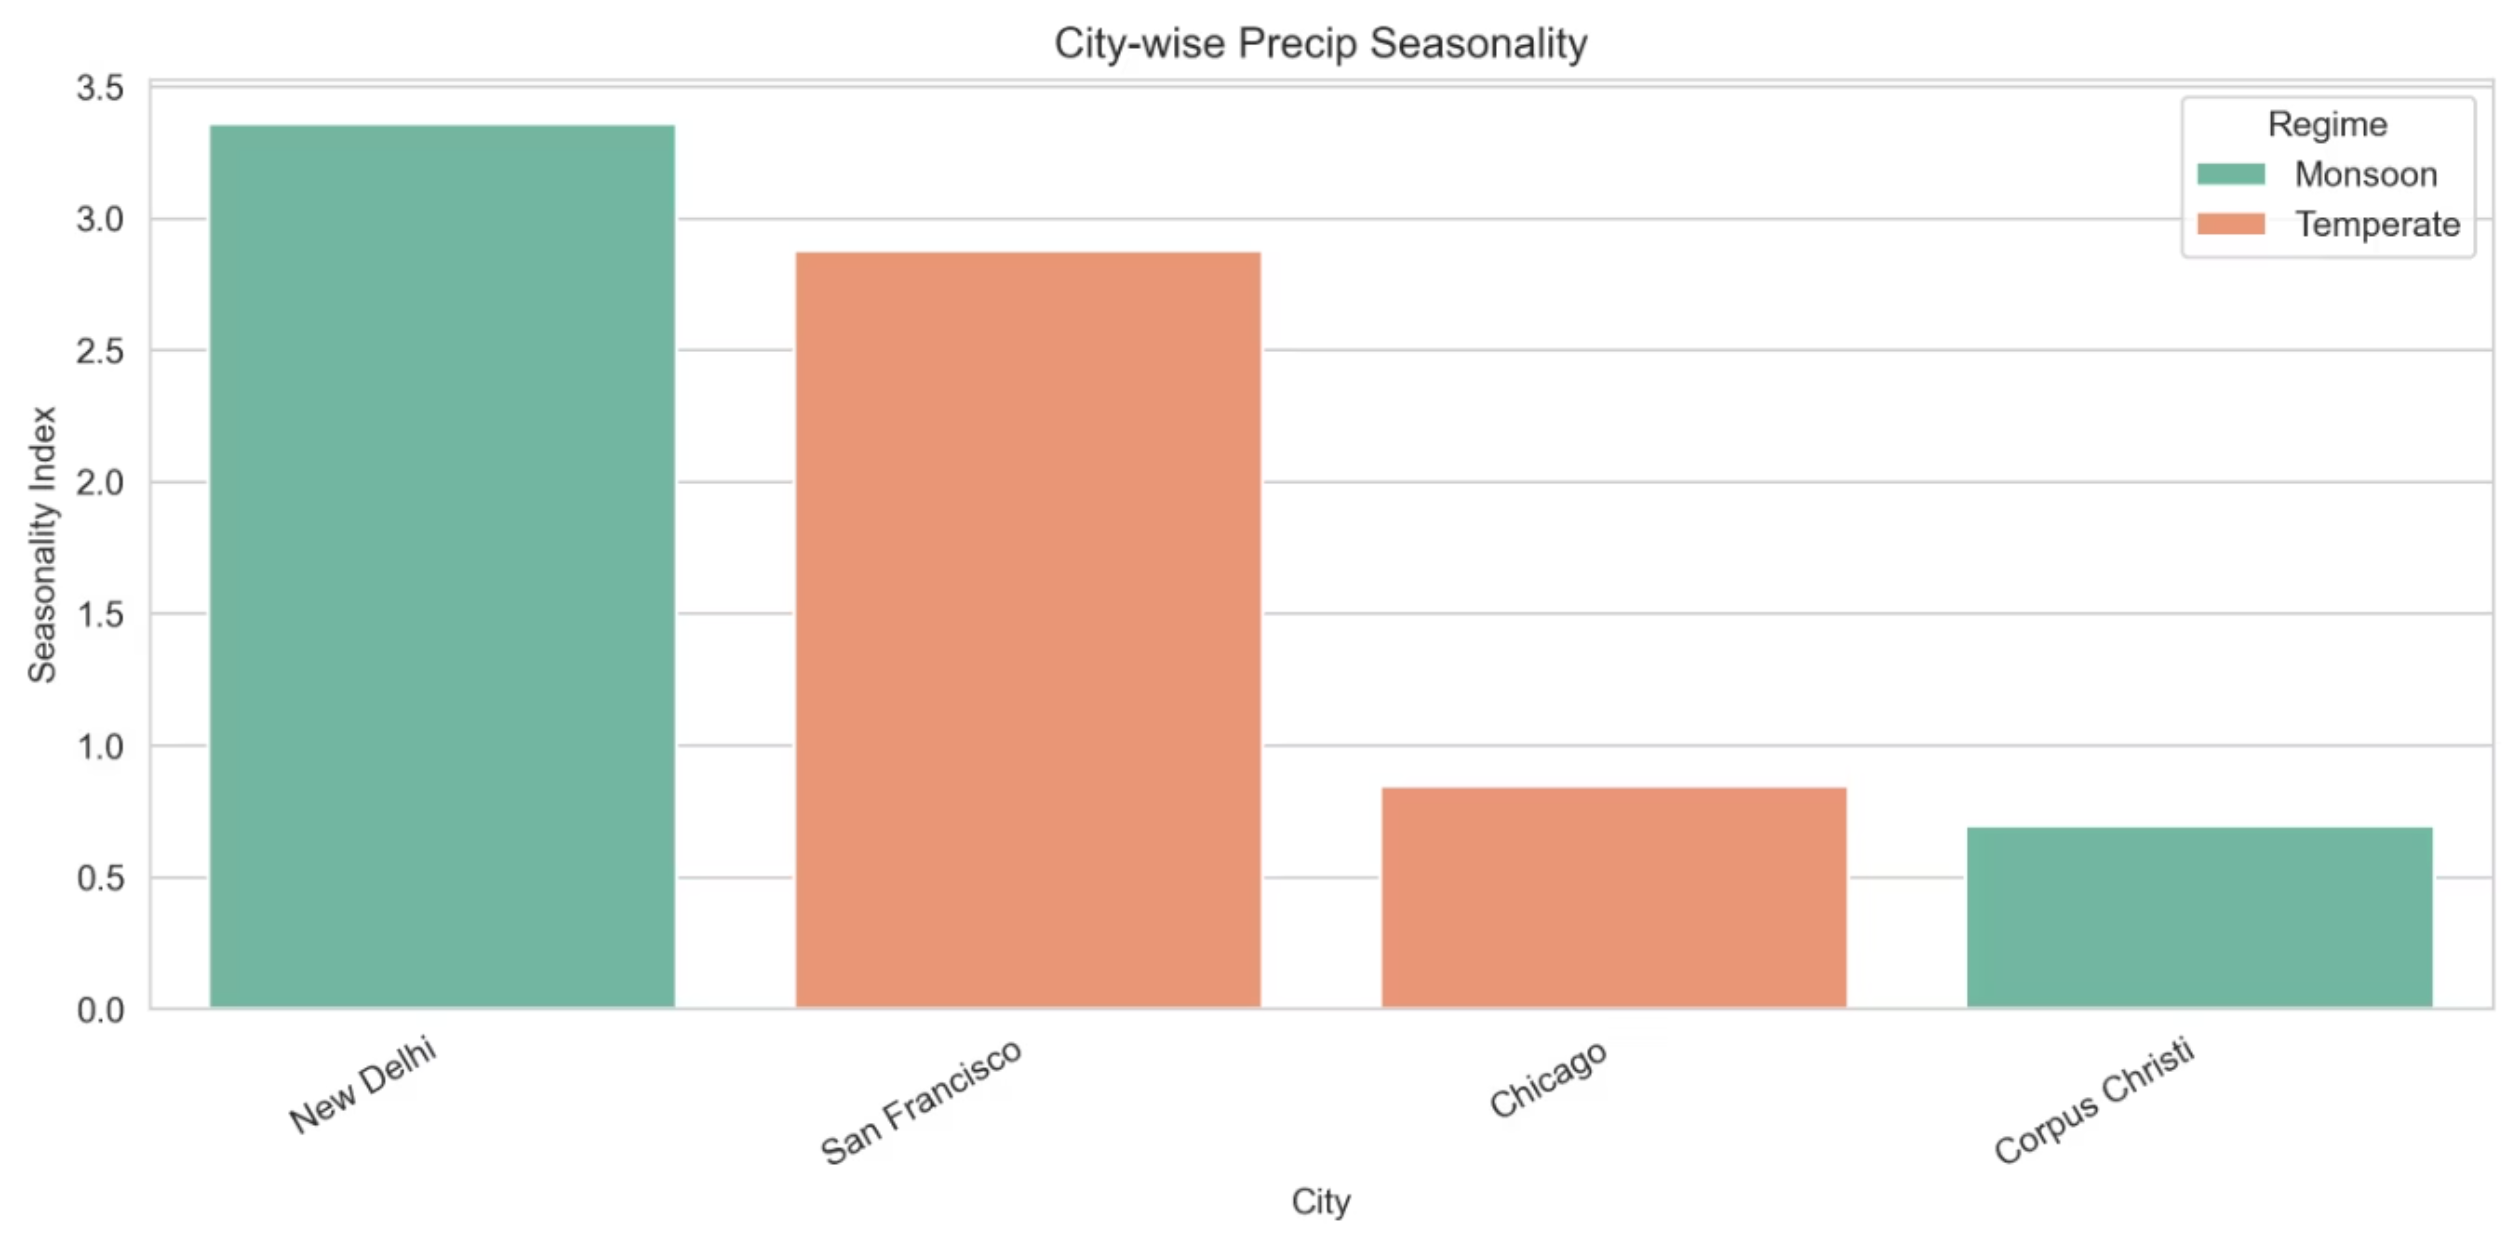 City-wise Precip Seasonality
3.5
3.0
2.5
2.0
1.5
1.0
0.5
0.0
Seasonality Index
Regime
Monsoon
Temperate
New Delhi
San Francisco
Chicago
Corpus Christi
City